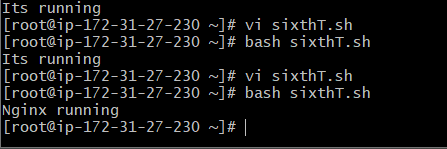 Its running
[root@ip-172-31-27-230 ~]# vi sixthT.sh
[root@ip-172-31-27-230 ~]# bash sixthT.sh
Its running
[root@ip-172-31-27-230 ~]# vi sixthT.sh
[root@ip-172-31-27-230 ~]# bash sixthT.sh
Nginx running
[root@ip-172-31-27-230 ~]#